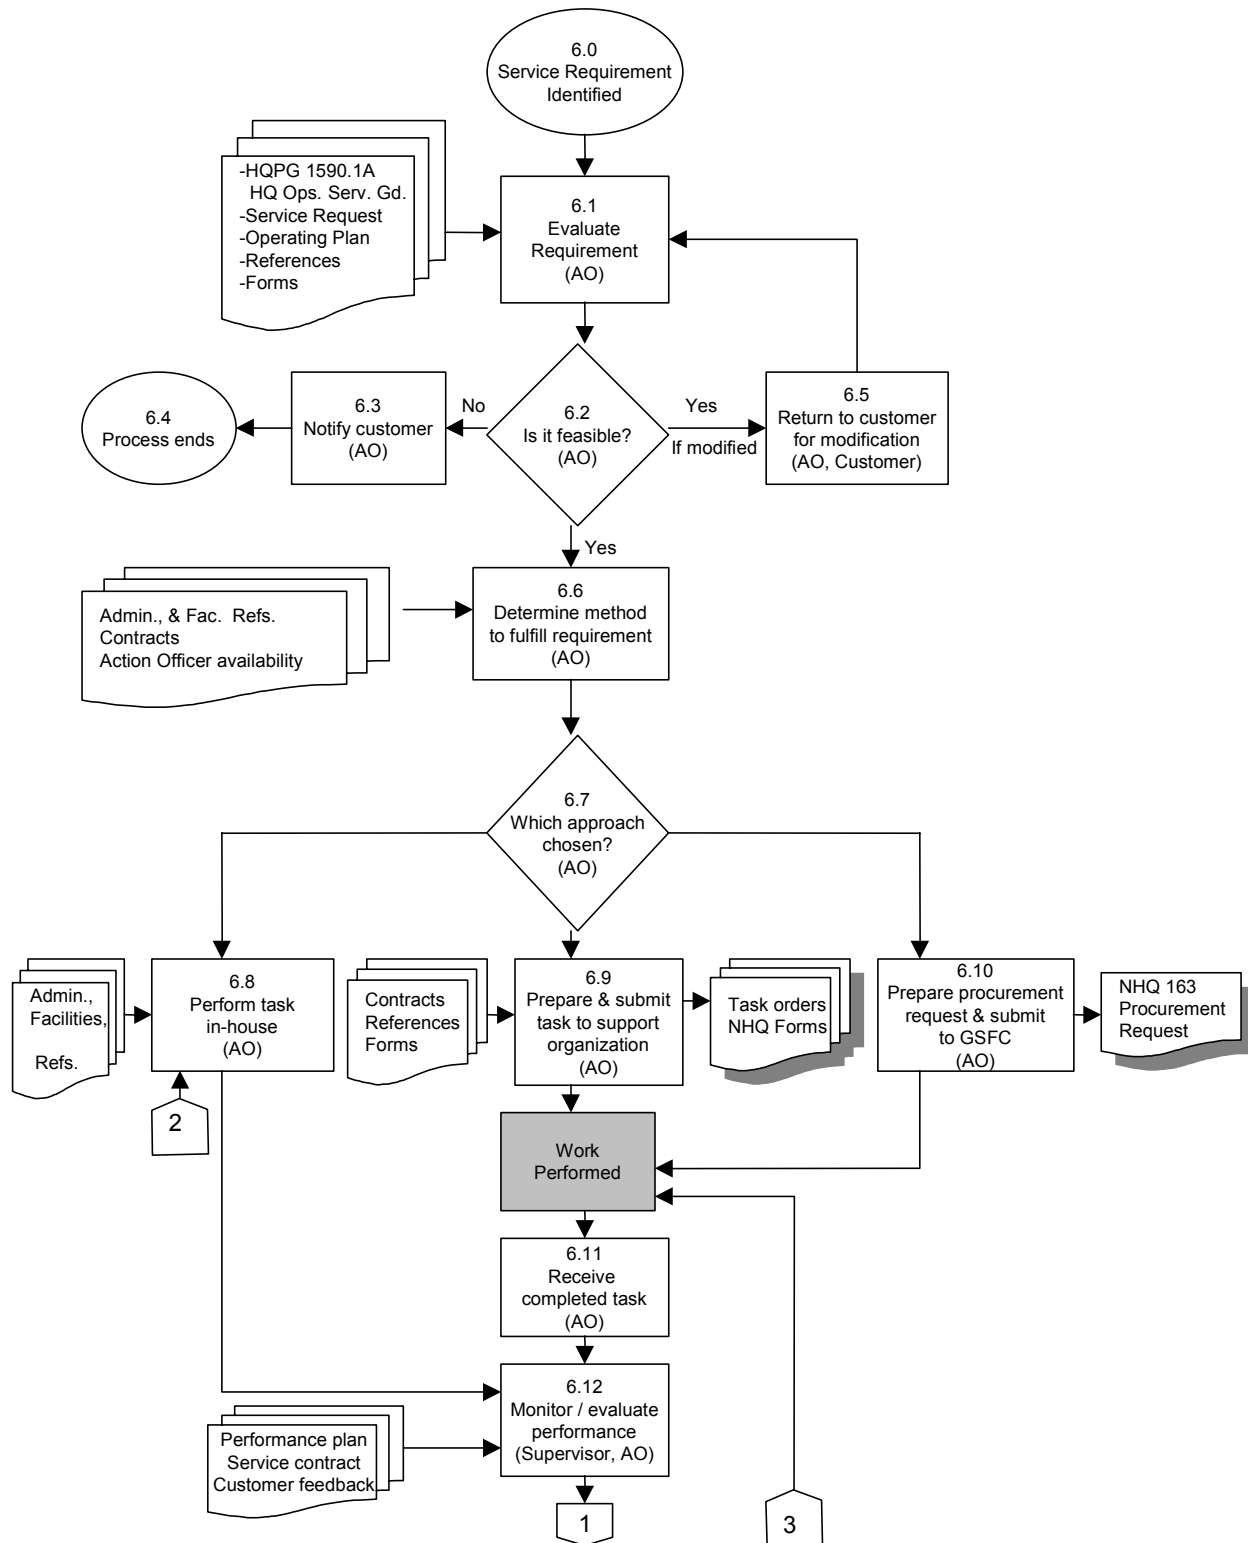 6.0
Service Requirement
Identified
-HQPG 1590.1A
HQ Ops. Serv. Gd.
-Service Request
-Operating Plan
-References
-Forms
6.1
Evaluate
Requirement
(AO)
6.4
Process ends
6.3
Notify customer
(AO)
No
6.2
Is it feasible?
(AO)
Yes
If modified
6.5
Return to customer
for modification
(AO, Customer)
Yes
Admin., & Fac. Refs.
Contracts
Action Officer availability
6.6
Determine method
to fulfill requirement
(AO)
6.7
Which approach
chosen?
(AO)
Admin.,
Facilities,
Refs.
6.8
Perform task
in-house
(AO)
Contracts
References
Forms
6.9
Prepare & submit
task to support
organization
(AO)
Task orders
NHQ Forms
6.10
Prepare procurement
request & submit
to GSFC
(AO)
NHQ 163
Procurement
Request
2
Work
Performed
6.11
Receive
completed task
(AO)
6.12
Monitor / evaluate
performance
(Supervisor, AO)
Performance plan
Service contract
Customer feedback
1
3